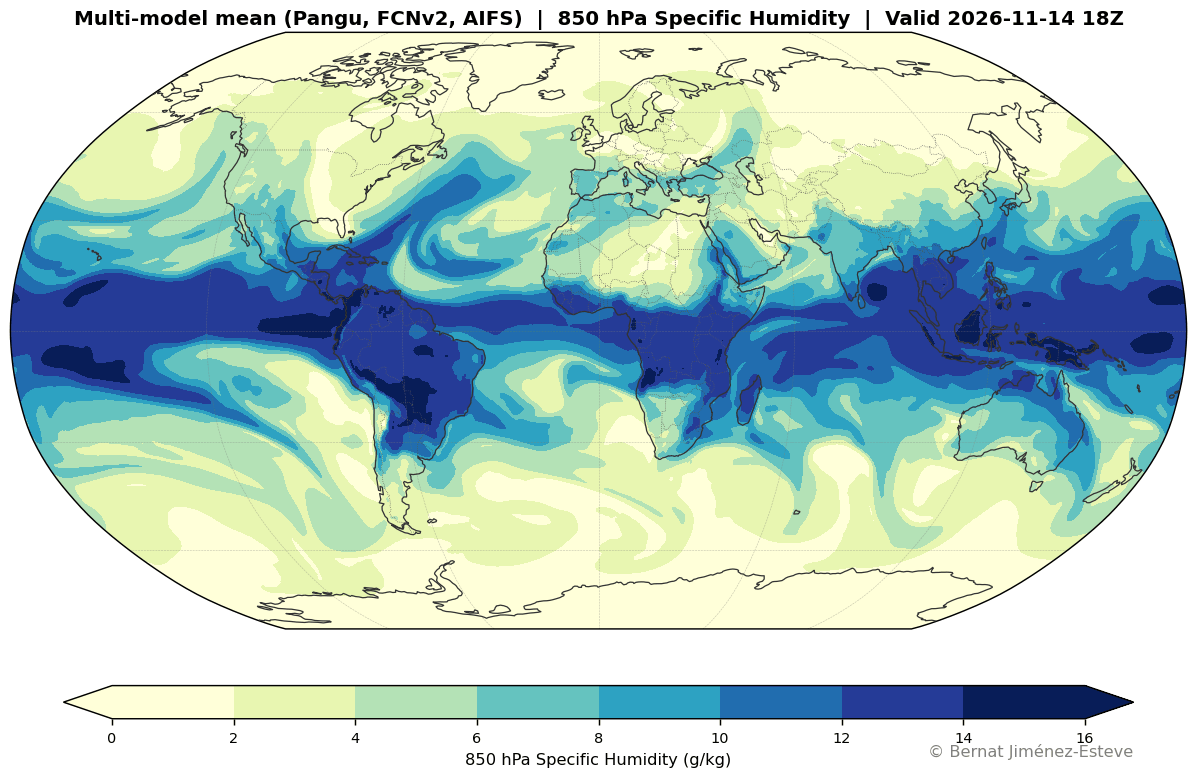 Multi-model mean (Pangu, FCNv2, AIFS)  |  850 hPa Specific Humidity  |  Valid 2026-11-14 18Z
0 2 4 6 8 10 12 14 16
850 hPa Specific Humidity (g/kg)
© Bernat Jiménez-Esteve